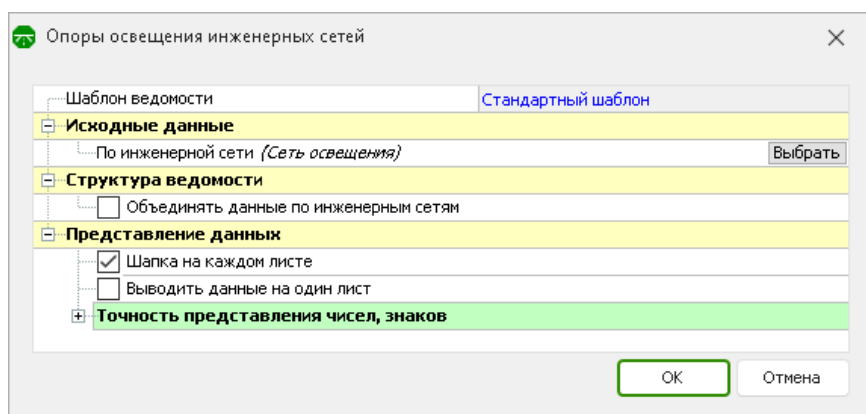 Опоры освещения инженерных сетей
Шаблон ведомости Стандартный шаблон
Исходные данные
По инженерной сети (Сеть освещения) Выбрать
Структура ведомости
Объединять данные по инженерным сетям
Представление данных
Шапка на каждом листе
Выводить данные на один лист
Точность представления чисел, знаков
ОК Отмена